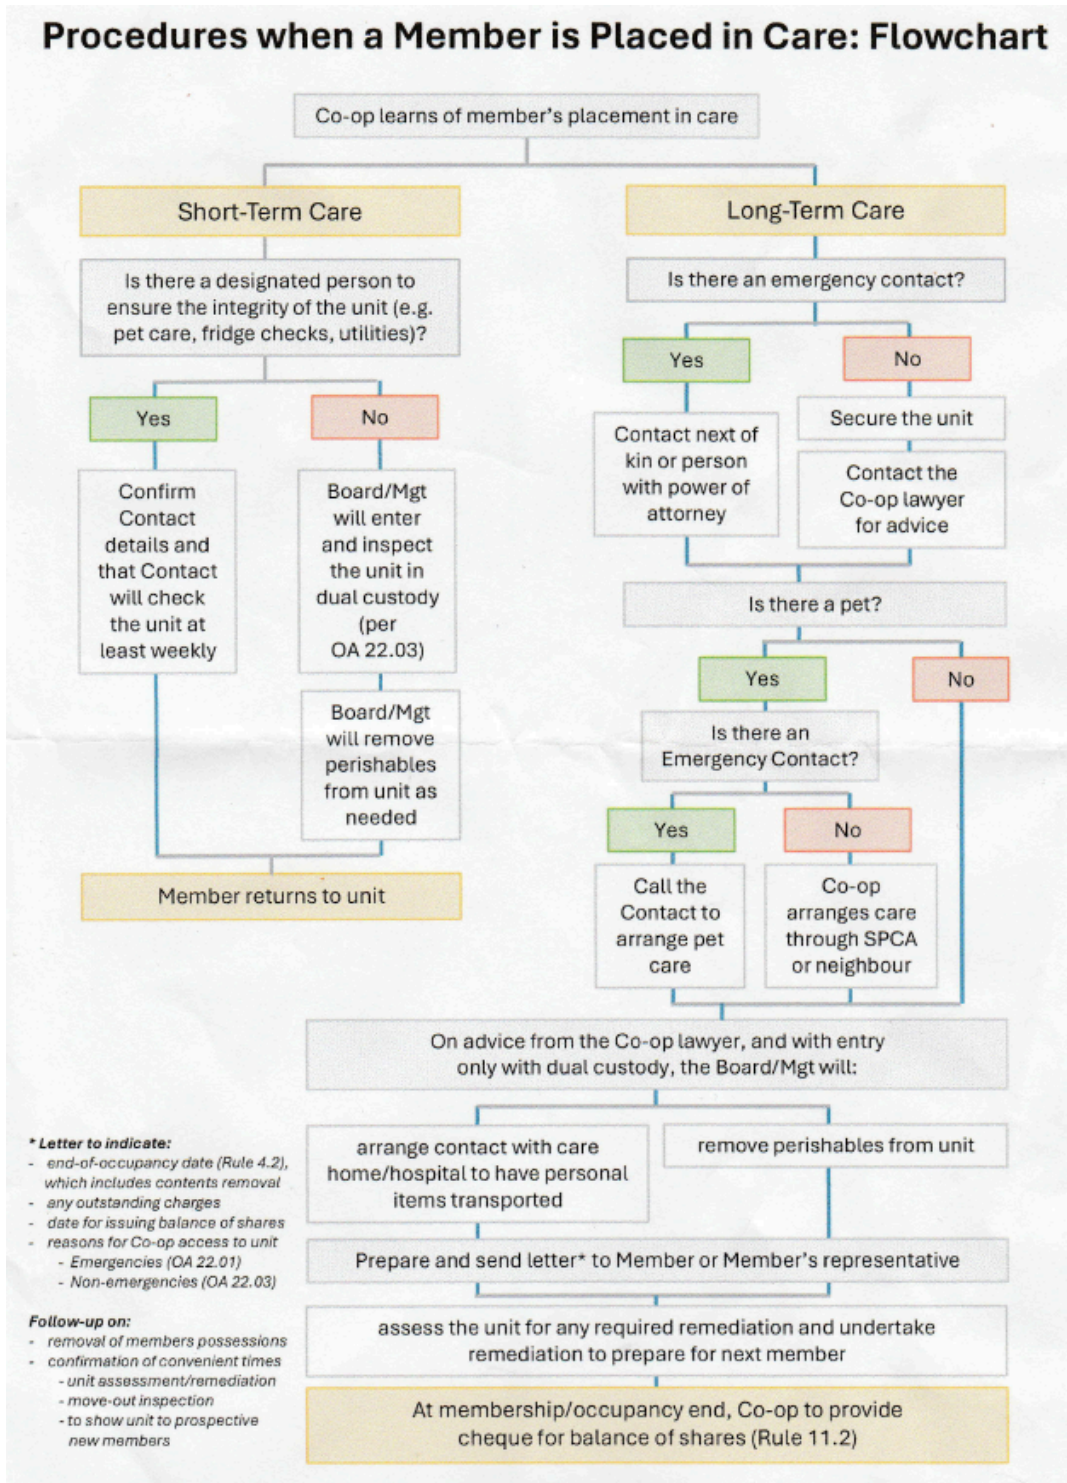 Procedures when a Member is Placed in Care: Flowchart
Co-op learns of member's placement in care
Short-Term Care
Is there a designated person to
ensure the integrity of the unit (e.g.
pet care, fridge checks, utilities)?
Yes
Confirm
Contact
details and
that Contact
will check
the unit at
least weekly
No
Board/Mgt
will enter
and inspect
the unit in
dual custody
(per
OA 22.03)
Board/Mgt
will remove
perishables
from unit as
needed
Member returns to unit
Long-Term Care
Is there an emergency contact?
Yes
Contact next of
kin or person
with power of
attorney
No
Secure the unit
Contact the
Co-op lawyer
for advice
Is there a pet?
Yes
No
Is there an
Emergency Contact?
Yes
Call the
Contact to
arrange pet
care
No
Co-op
arranges care
through SPCA
or neighbour
On advice from the Co-op lawyer, and with entry
only with dual custody, the Board/Mgt will:
arrange contact with care
home/hospital to have personal
items transported
remove perishables from unit
Prepare and send letter* to Member or Member's representative
assess the unit for any required remediation and undertake
remediation to prepare for next member
At membership/occupancy end, Co-op to provide
cheque for balance of shares (Rule 11.2)
* Letter to indicate:
- end-of-occupancy date (Rule 4.2),
which includes contents removal
- any outstanding charges
- date for issuing balance of shares
- reasons for Co-op access to unit
- Emergencies (OA 22.01)
- Non-emergencies (OA 22.03)
Follow-up on:
- removal of members possessions
- confirmation of convenient times
- unit assessment/remediation
- move-out inspection
- to show unit to prospective
new members